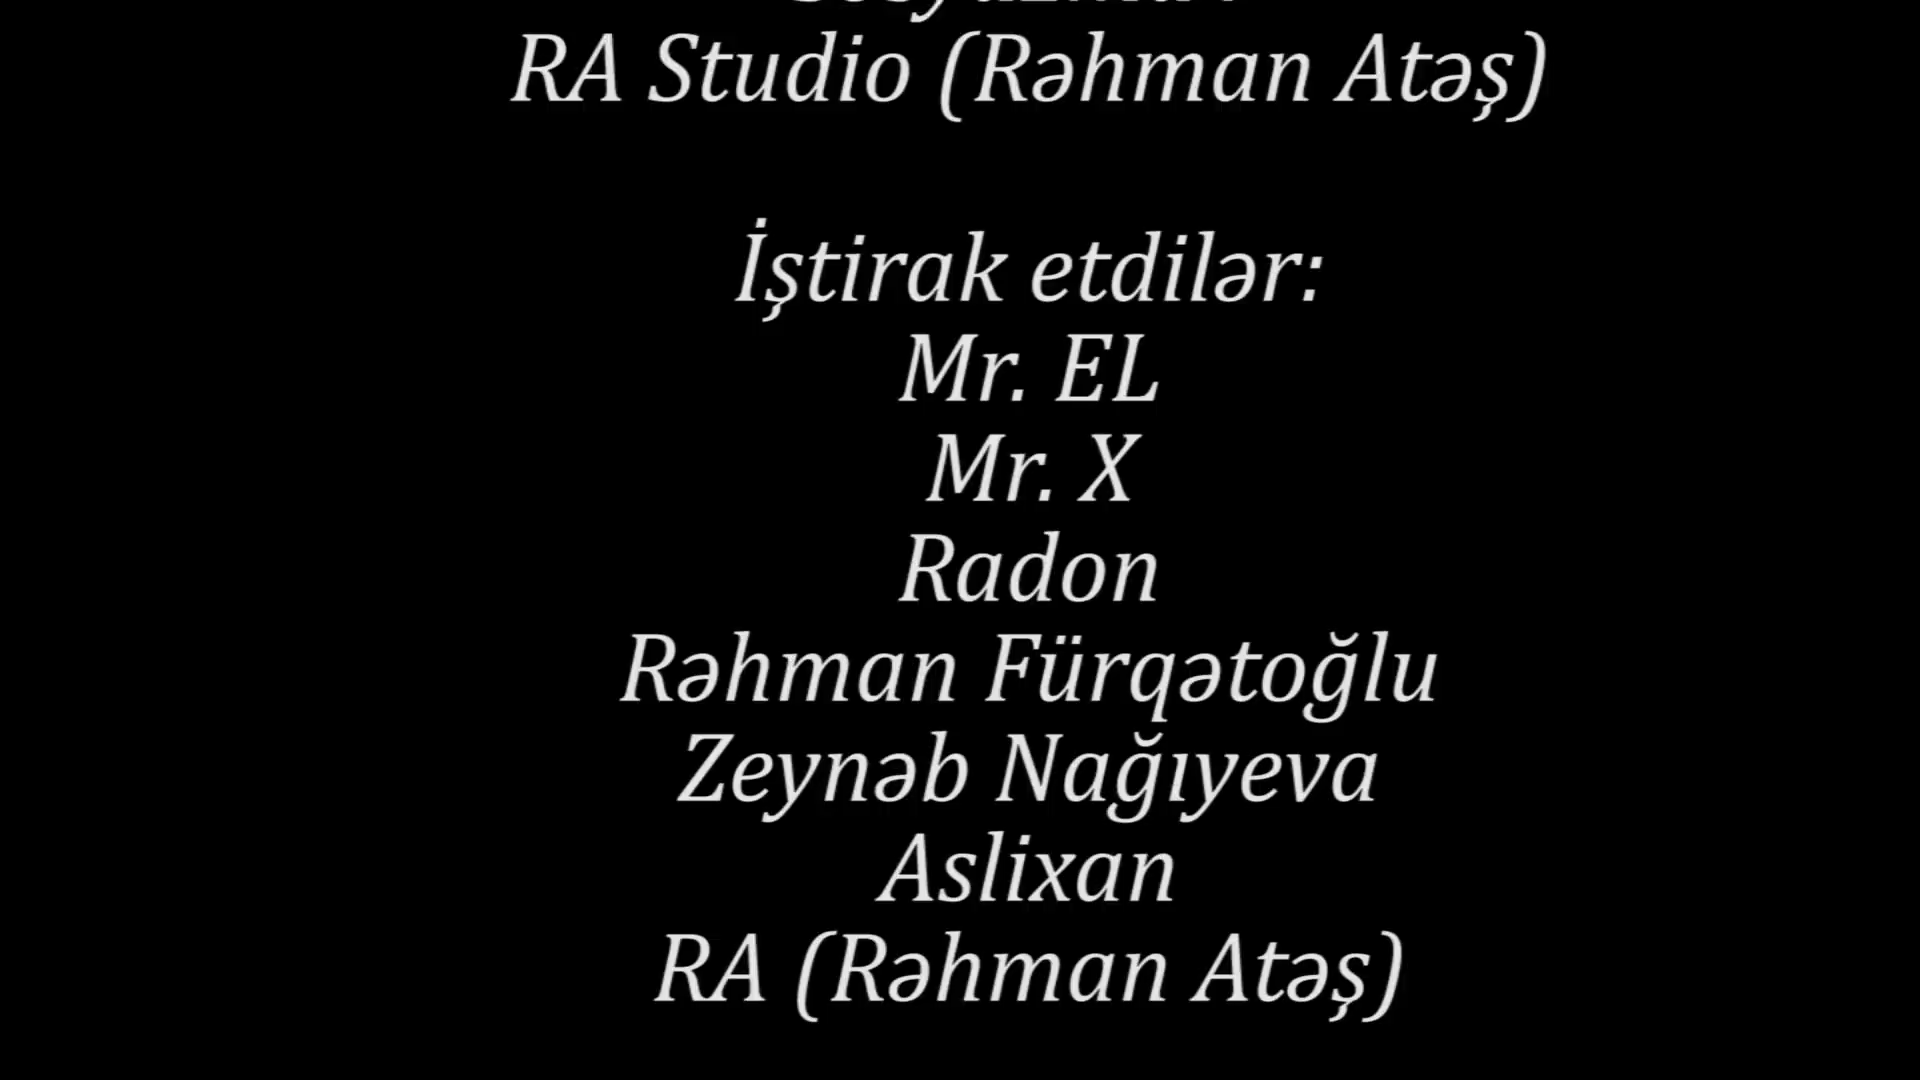 RA Studio (Rəhman Atəş)
İştirak etdilər:
Mr. EL
Mr. X
Radon
Rəhman Fürqətoğlu
Zeynəb Nağıyeva
Aslixan
RA (Rəhman Atəş)